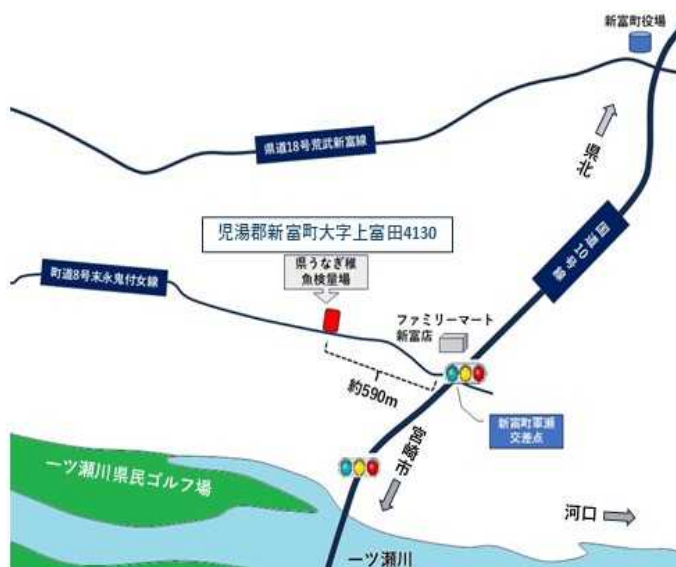 新富町役場
県道18号荒武新富線
県北
国道10号線
児湯郡新富町大字上富田4130
県うなぎ稚
魚検量場
町道8号末永鬼付女線
ファミリーマート
新富店
約590m
新富町軍瀬
交差点
宮崎市
一ツ瀬川県民ゴルフ場
河口
一ツ瀬川